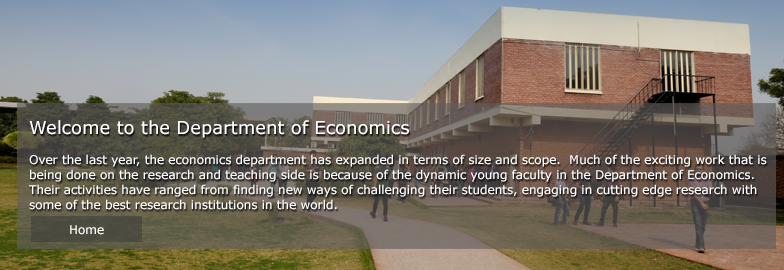 Welcome to the Department of Economics
Over the last year, the economics department has expanded in terms of size and scope.  Much of the exciting work that is
being done on the research and teaching side is because of the dynamic young faculty in the Department of Economics.
Their activities have ranged from finding new ways of challenging their students, engaging in cutting edge research with
some of the best research institutions in the world.
Home